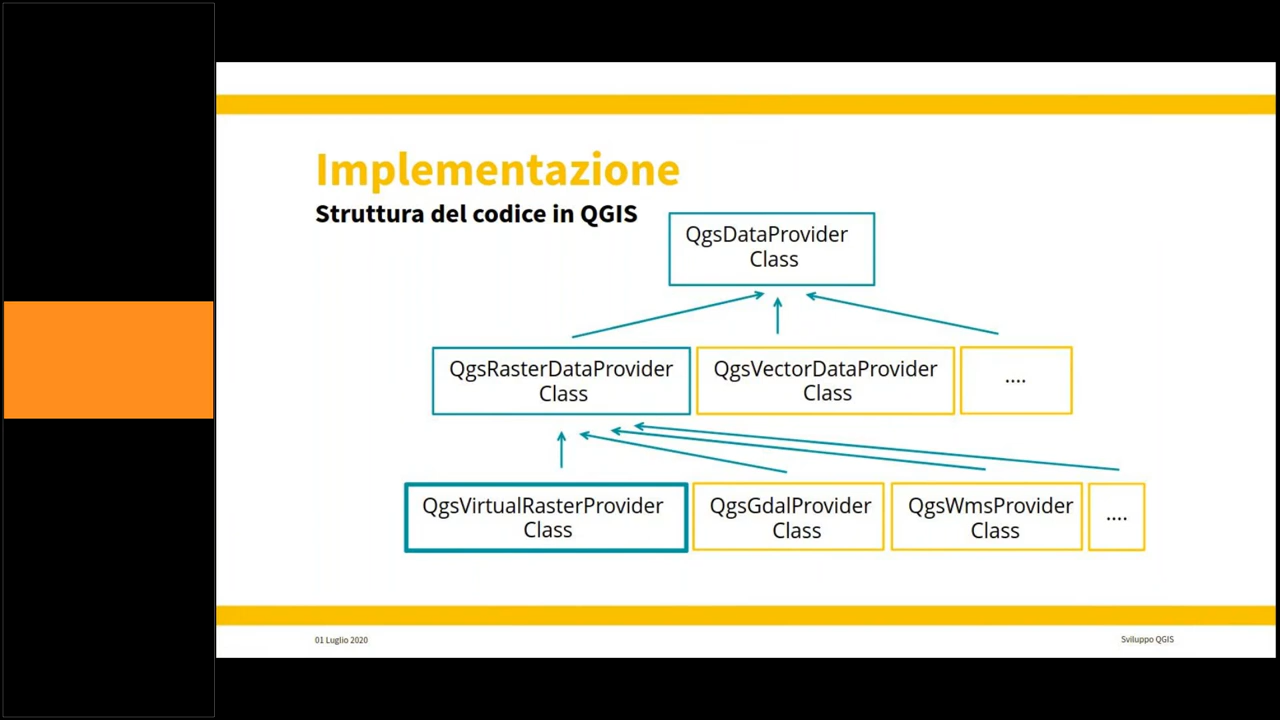 Implementazione
Struttura del codice in QGIS
QgsDataProvider
Class
QgsRasterDataProvider
Class
QgsVectorDataProvider
Class
....
QgsVirtualRasterProvider
Class
QgsGdalProvider
Class
QgsWmsProvider
Class
....
01 Luglio 2020
Sviluppo QGIS